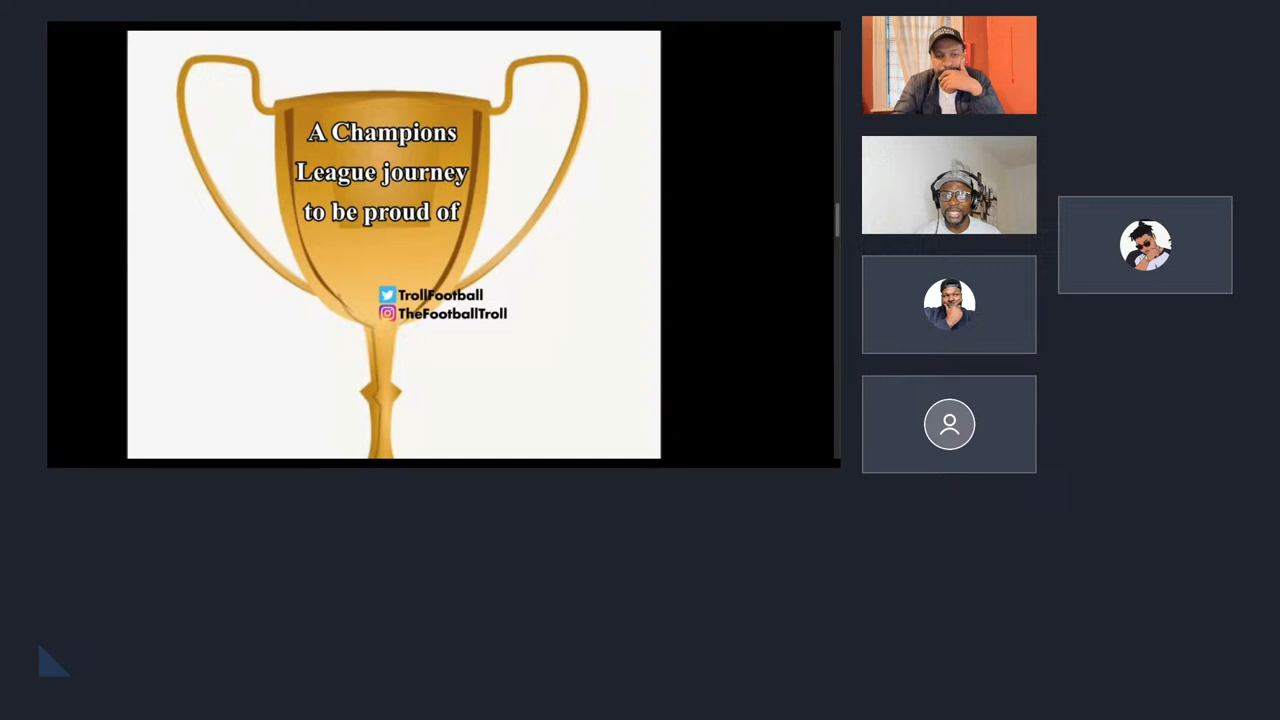 A Champions
League journey
to be proud of
TrollFootball
TheFootballTroll